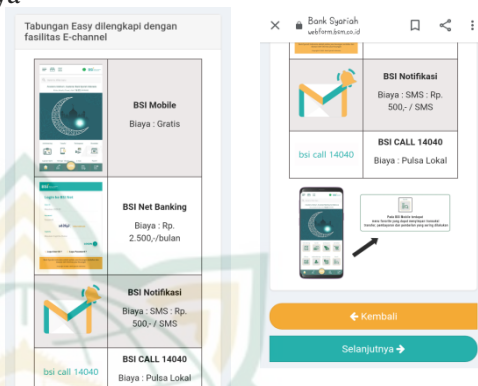 ya
Tabungan Easy dilengkapi dengan
fasilitas E-channel
BSI Mobile
Biaya : Gratis
BSI Net Banking
Biaya : Rp.
2.500,-/bulan
BSI Notifikasi
Biaya : SMS : Rp.
500,- / SMS
bsi call 14040
BSI CALL 14040
Biaya : Pulsa Lokal
Bank Syariah
webform.bsm.co.id
BSI Notifikasi
Biaya : SMS : Rp.
500,- / SMS
bsi call 14040
BSI CALL 14040
Biaya : Pulsa Lokal
Kembali
Selanjutnya